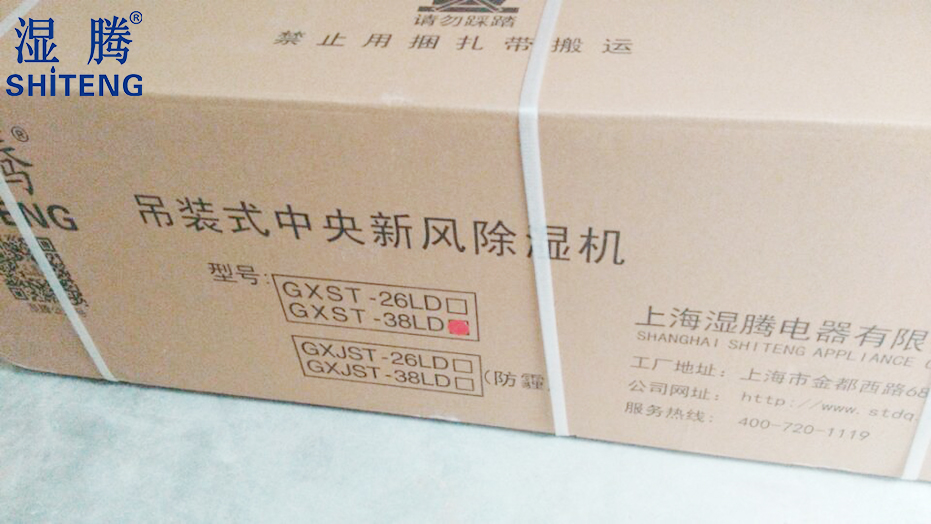 湿腾®
SHiTENG
请勿踩踏
禁止用捆扎带搬运
®
ENG
吊装式中央新风除湿机
型号:
GXST-26LD□
GXST-38LD
GXJST-26LD□
GXJST-38LD□(防霾
上海湿腾电器有限
SHANGHAI SHITENG APPLIANCE
工厂地址: 上海市金都西路68
公司网址: http://www.stdq.
服务热线: 400-720-1119